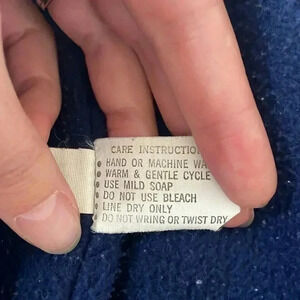 CARE INSTRUCTION
• HAND OR MACHINE WA
• WARM & GENTLE CYCLE
• USE MILD SOAP
• DO NOT USE BLEACH
• LINE DRY ONLY
• DO NOT WRING OR TWIST DRY